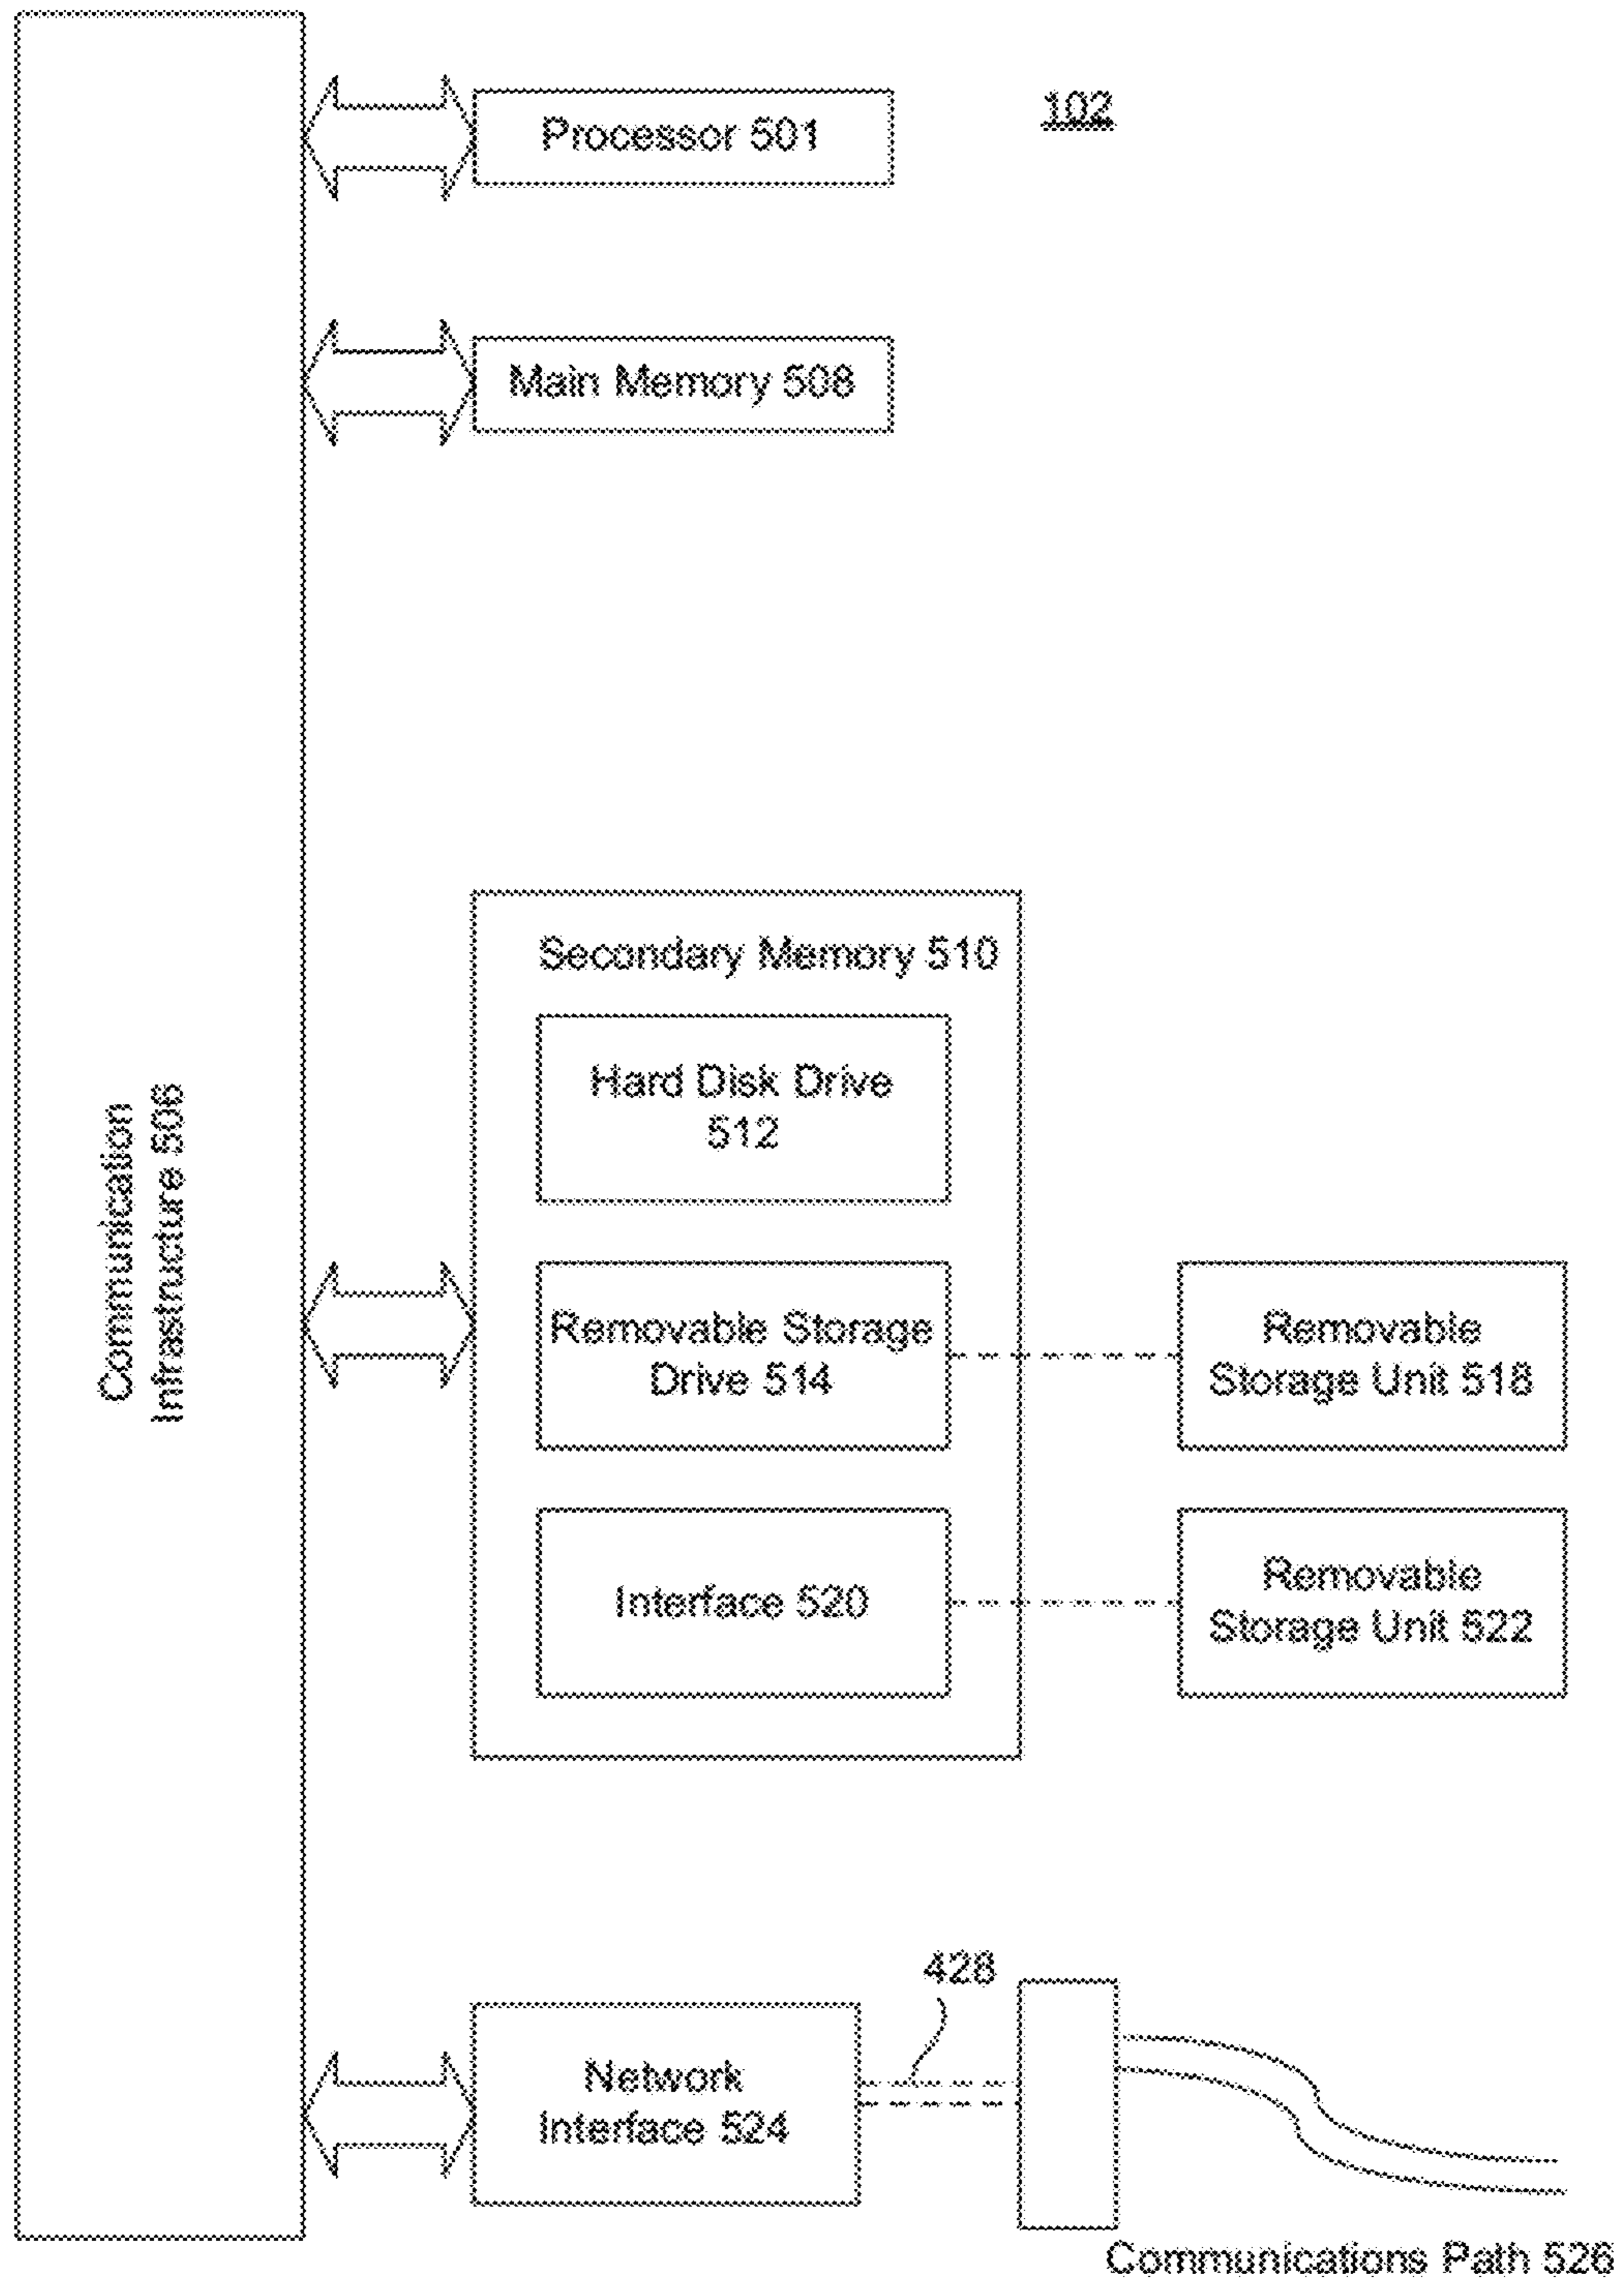 102
Processor 501
Main Memory 508
Communication
Infrastructure 506
Secondary Memory 510
Hard Disk Drive
512
Removable Storage
Drive 514
Removable
Storage Unit 518
Interface 520
Removable
Storage Unit 522
428
Network
Interface 524
Communications Path 526